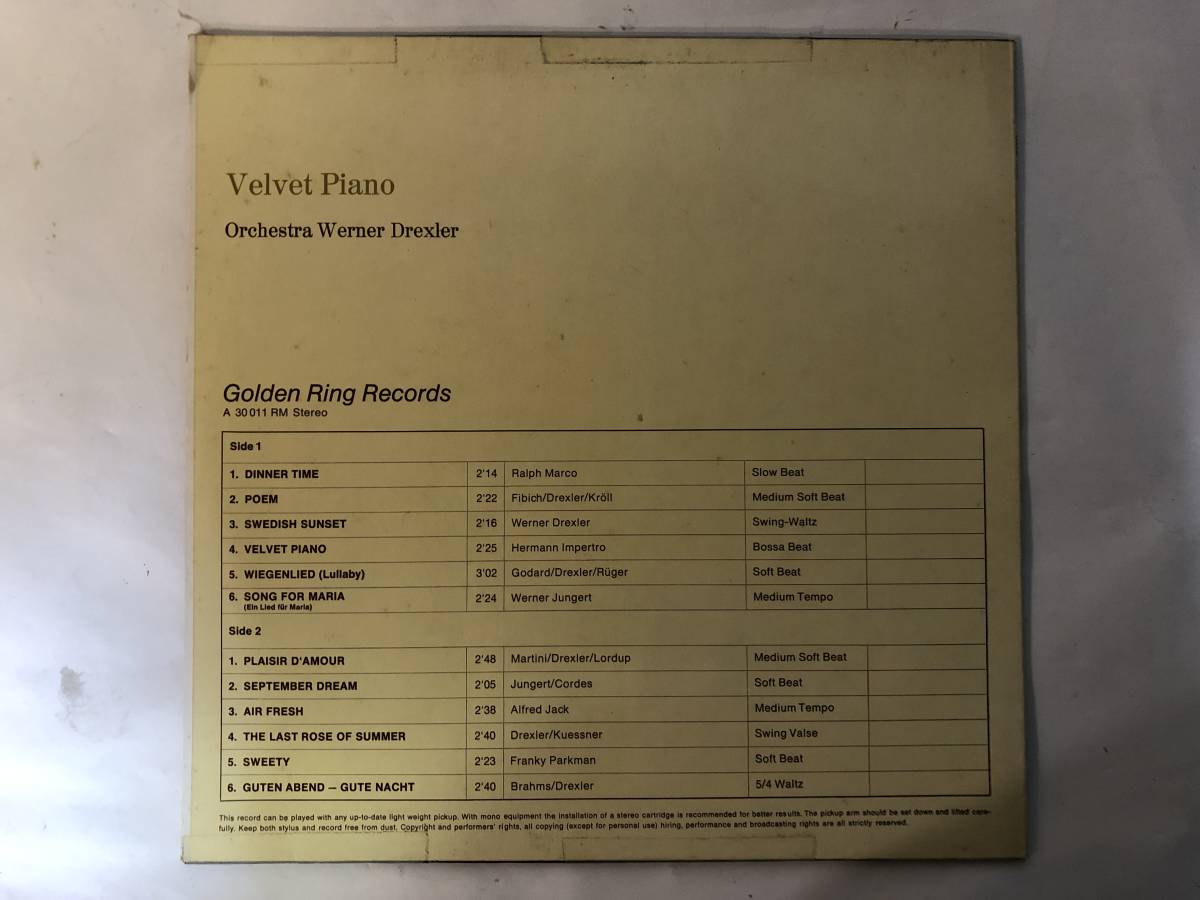 Velvet Piano
Orchestra Werner Drexler
Golden Ring Records
A 30 011 RM Stereo
Side 1
1. DINNER TIME 2'14 Ralph Marco Slow Beat
2. POEM 2'22 Fibich/Drexler/Kröll Medium Soft Beat
3. SWEDISH SUNSET 2'16 Werner Drexler Swing-Waltz
4. VELVET PIANO 2'25 Hermann Impertro Bossa Beat
5. WIEGENLIED (Lullaby) 3'02 Godard/Drexler/Rüger Soft Beat
6. SONG FOR MARIA 2'24 Werner Jungert Medium Tempo
(Ein Lied für Maria)
Side 2
1. PLAISIR D'AMOUR 2'48 Martini/Drexler/Lordup Medium Soft Beat
2. SEPTEMBER DREAM 2'05 Jungert/Cordes Soft Beat
3. AIR FRESH 2'38 Alfred Jack Medium Tempo
4. THE LAST ROSE OF SUMMER 2'40 Drexler/Kuessner Swing Valse
5. SWEETY 2'23 Franky Parkman Soft Beat
6. GUTEN ABEND – GUTE NACHT 2'40 Brahms/Drexler 5/4 Waltz
This record can be played with any up-to-date light weight pickup. With mono equipment the installation of a stereo cartridge is recommended for better results. The pickup arm should be set down and lifted care-
fully. Keep both stylus and record free from dust. Copyright and performers' rights, all copying (except for personal use) hiring, performance and broadcasting rights are all strictly reserved.